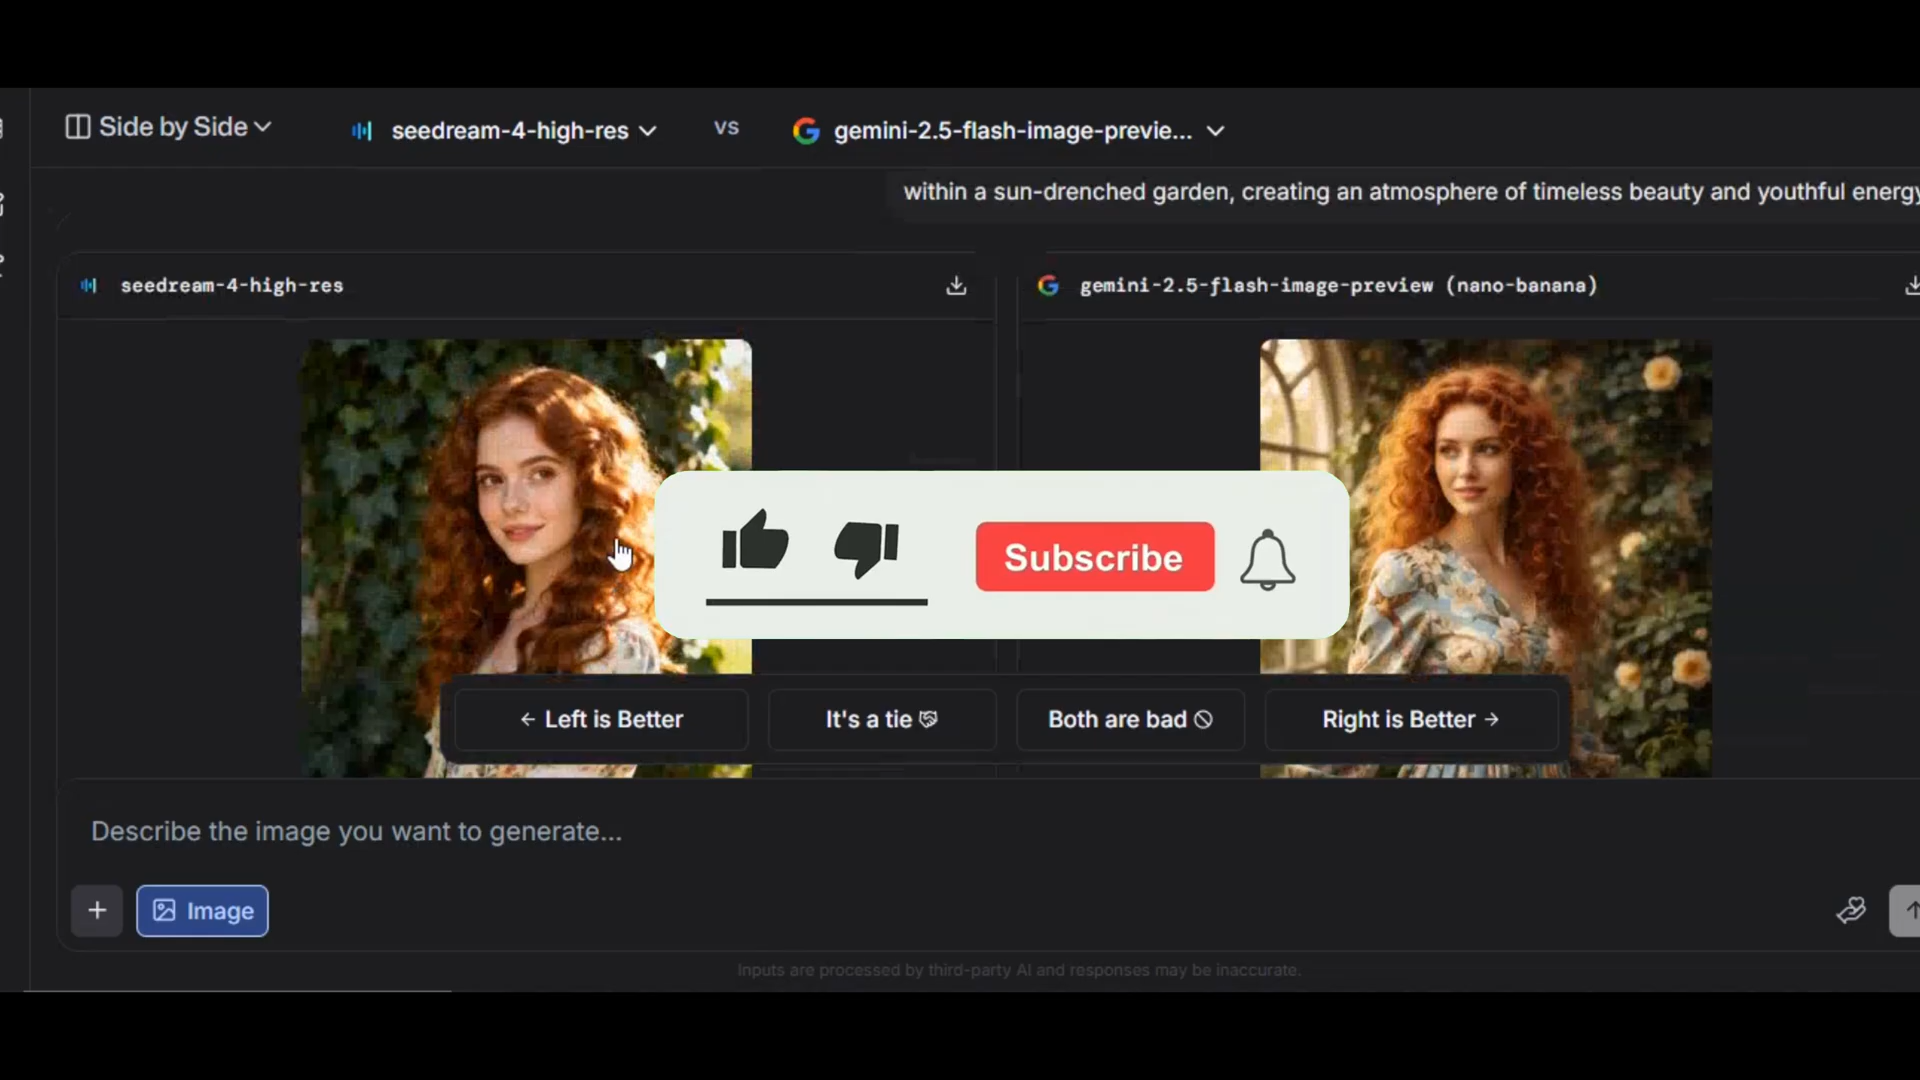 Side by Side
seedream-4-high-res
VS
gemini-2.5-flash-image-previe...
within a sun-drenched garden, creating an atmosphere of timeless beauty and youthful energy
seedream-4-high-res
gemini-2.5-flash-image-preview (nano-banana)
Subscribe
← Left is Better
It's a tie
Both are bad
Right is Better →
Describe the image you want to generate...
Image
Inputs are processed by third-party AI and responses may be inaccurate.